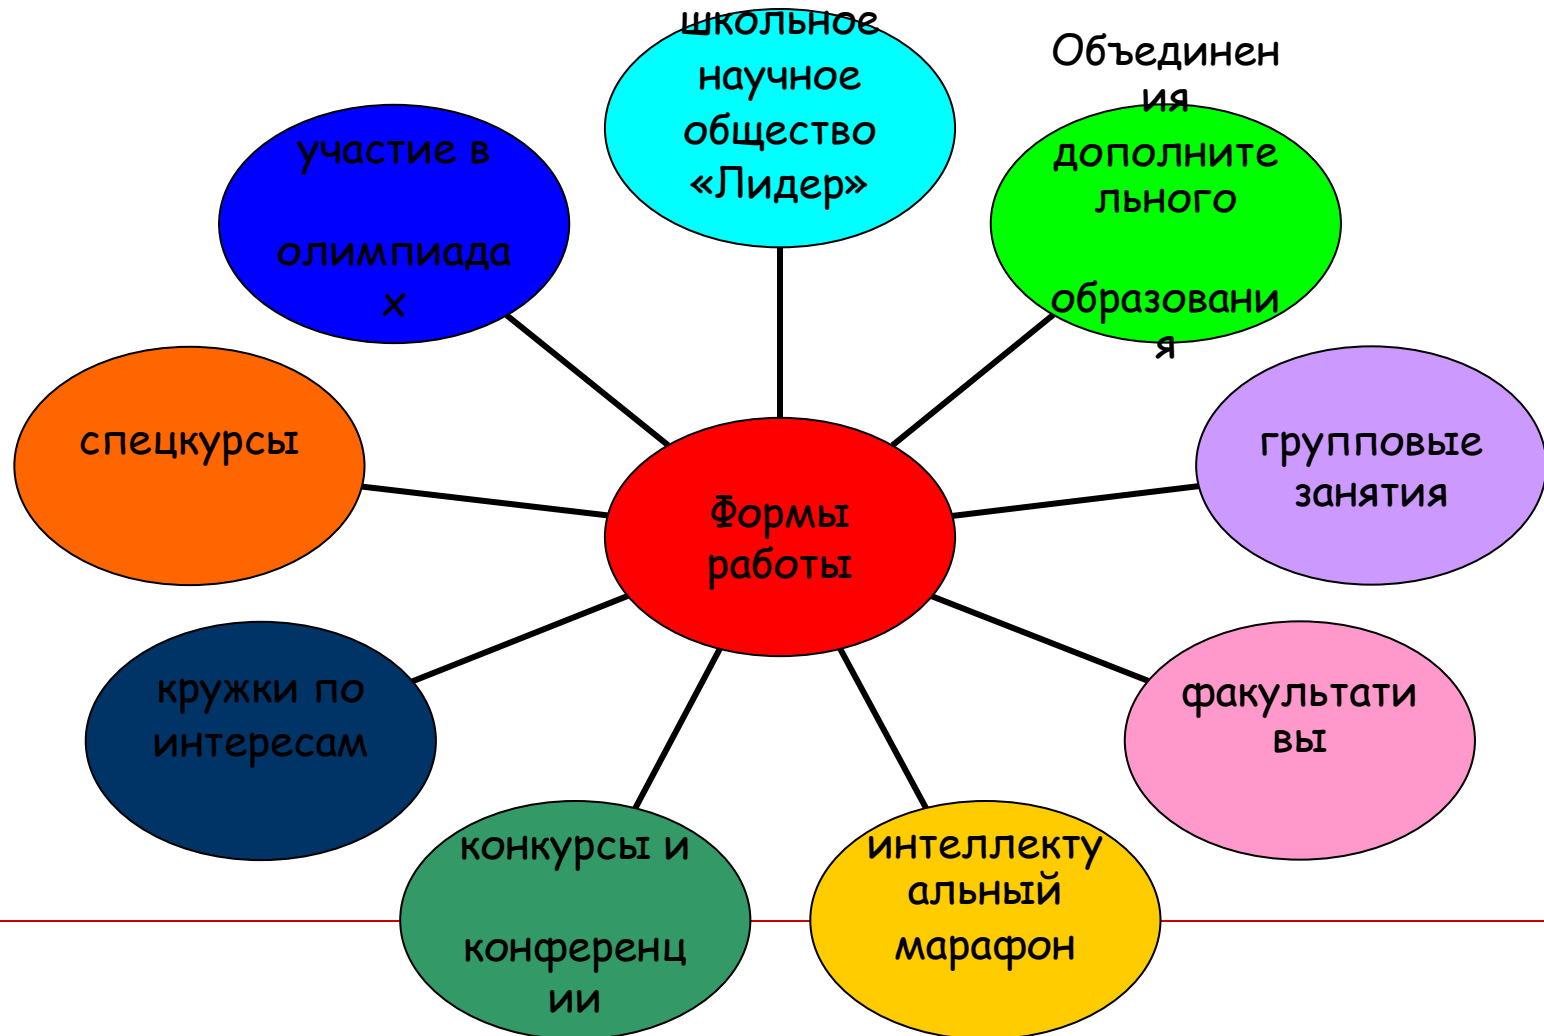 школьное
научное
общество
«Лидер»
Объединен
ия
дополните
льного
образовани
я
участие в
олимпиада
х
спецкурсы
групповые
занятия
Формы
работы
кружки по
интересам
факультати
вы
конкурсы и
конференц
ии
интеллекту
альный
марафон